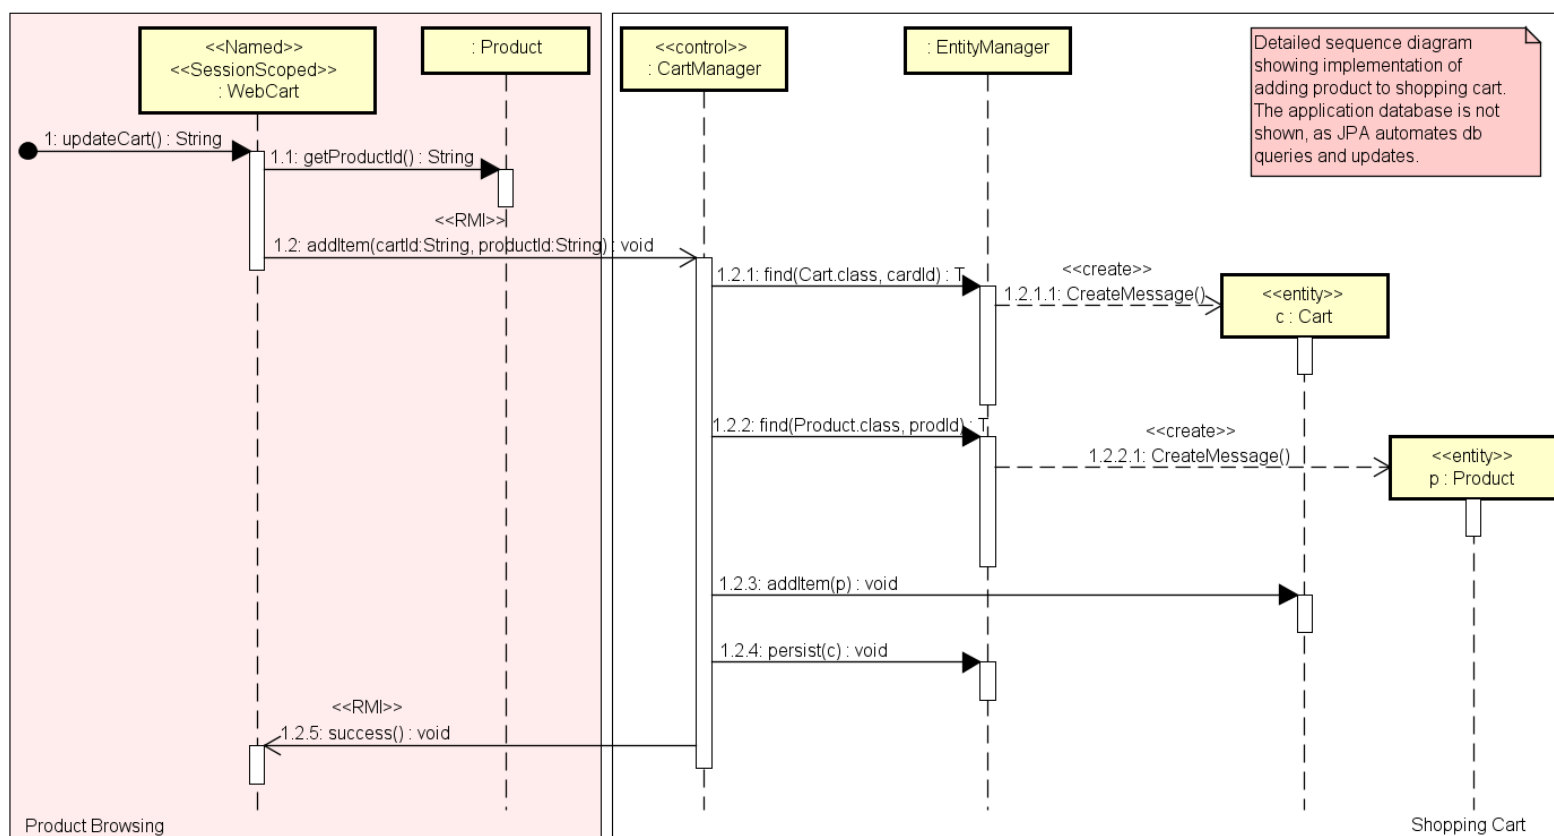 <<Named>>
<<SessionScoped>>
: WebCart
: Product
<<control>>
: CartManager
: EntityManager
Detailed sequence diagram
showing implementation of
adding product to shopping cart.
The application database is not
shown, as JPA automates db
queries and updates.
1: updateCart() : String
1.1: getProductId() : String
<<RMI>>
1.2: addItem(cartId:String, productId:String) : void
1.2.1: find(Cart.class, cardId) : T
<<create>>
1.2.1.1: CreateMessage()
<<entity>>
c : Cart
1.2.2: find(Product.class, prodId) : T
<<create>>
1.2.2.1: CreateMessage()
<<entity>>
p : Product
1.2.3: addItem(p) : void
1.2.4: persist(c) : void
<<RMI>>
1.2.5: success() : void
Product Browsing
Shopping Cart